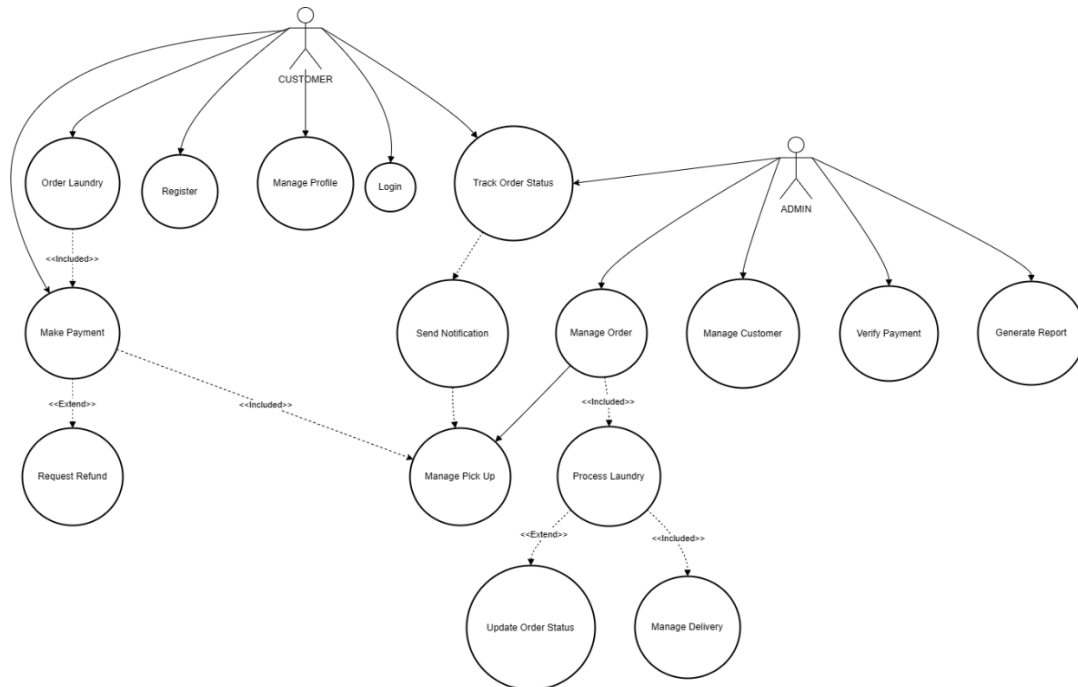 CUSTOMER
ADMIN
Order Laundry
Register
Manage Profile
Login
Track Order Status
<<Included>>
Make Payment
Send Notification
Manage Order
Manage Customer
Verify Payment
Generate Report
<<Extend>>
<<Included>>
<<Included>>
Request Refund
Manage Pick Up
Process Laundry
<<Extend>>
<<Included>>
Update Order Status
Manage Delivery